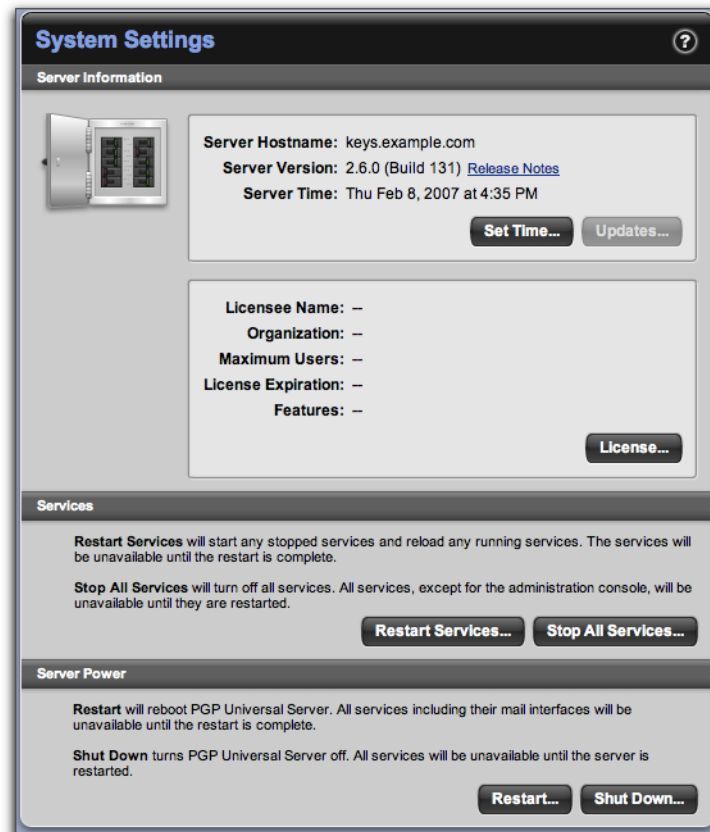 System Settings
?
Server Information
Server Hostname: keys.example.com
Server Version: 2.6.0 (Build 131) Release Notes
Server Time: Thu Feb 8, 2007 at 4:35 PM
Set Time... Updates...
Licensee Name: --
Organization: --
Maximum Users: --
License Expiration: --
Features: --
License...
Services
Restart Services will start any stopped services and reload any running services. The services will
be unavailable until the restart is complete.
Stop All Services will turn off all services. All services, except for the administration console, will be
unavailable until they are restarted.
Restart Services... Stop All Services...
Server Power
Restart will reboot PGP Universal Server. All services including their mail interfaces will be
unavailable until the restart is complete.
Shut Down turns PGP Universal Server off. All services will be unavailable until the server is
restarted.
Restart... Shut Down...